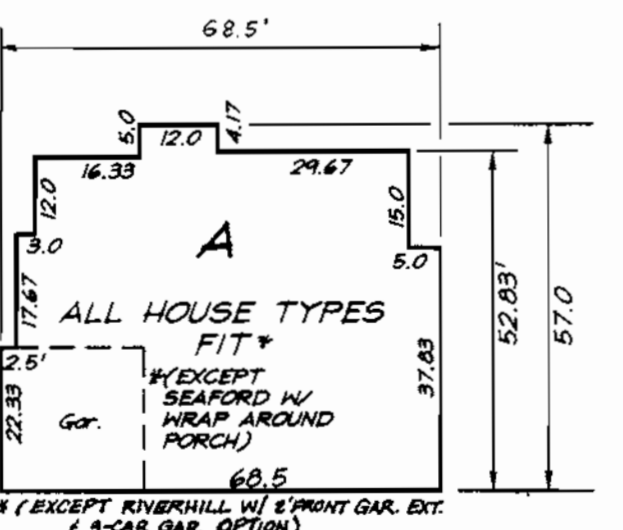 68.5'
5.0
12.0
4.17
16.33
29.67
12.0
15.0
3.0
A
5.0
17.67
ALL HOUSE TYPES
FIT*
52.83'
57.0
2.5'
*(EXCEPT
SEAFORD W/
WRAP AROUND
PORCH)
37.83
22.33
Gar.
68.5
* (EXCEPT RIVERHILL W/ 2' FRONT GAR. EXT.
& 3-CAR GAR. OPTION)